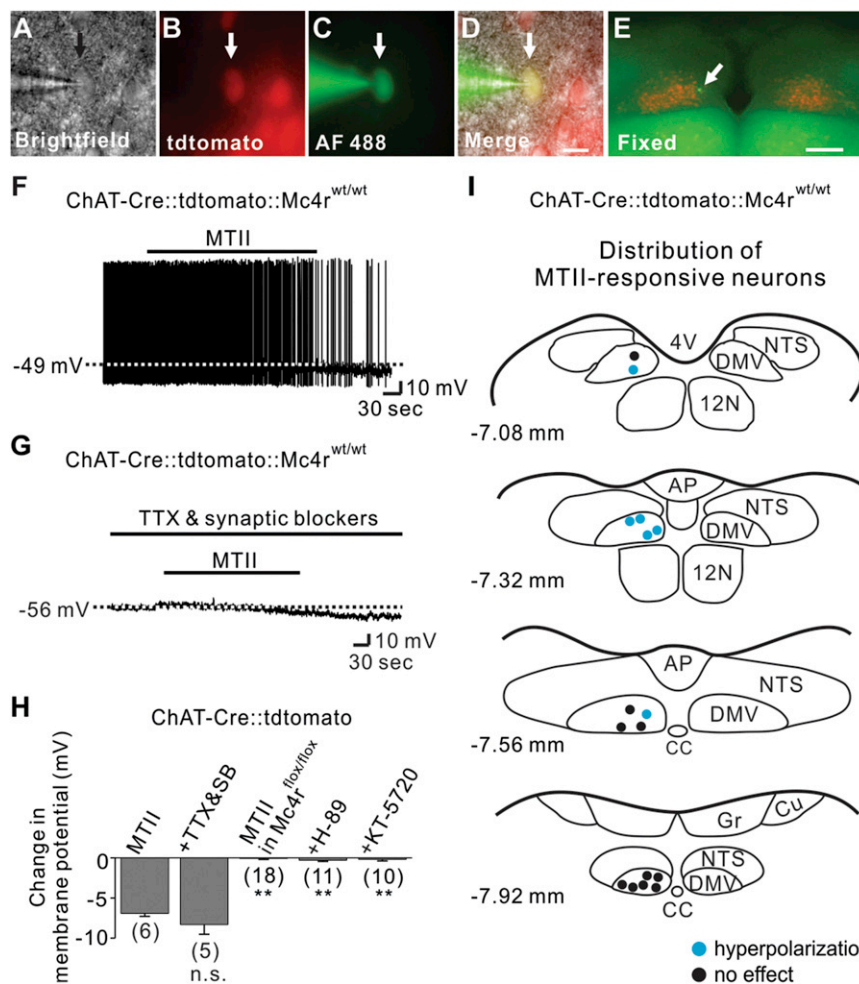 A
Brightfield
B
tdtomato
C
AF 488
D
Merge
E
Fixed
F
ChAT-Cre::tdtomato::Mc4r^wt/wt
MTII
-49 mV
10 mV
30 sec
G
ChAT-Cre::tdtomato::Mc4r^wt/wt
TTX & synaptic blockers
MTII
-56 mV
10 mV
30 sec
H
ChAT-Cre::tdtomato
Change in
membrane potential (mV)
MTII
+TTX&SB
MTII
in Mc4r^flox/flox
+H-89
+KT-5720
0
-5
-10
(6)
(5)
n.s.
(18)
**
(11)
**
(10)
**
I
ChAT-Cre::tdtomato::Mc4r^wt/wt
Distribution of
MTII-responsive neurons
4V
NTS
DMV
12N
-7.08 mm
AP
NTS
DMV
12N
-7.32 mm
AP
NTS
DMV
CC
-7.56 mm
Gr
Cu
NTS
DMV
CC
-7.92 mm
hyperpolarizatio
no effect